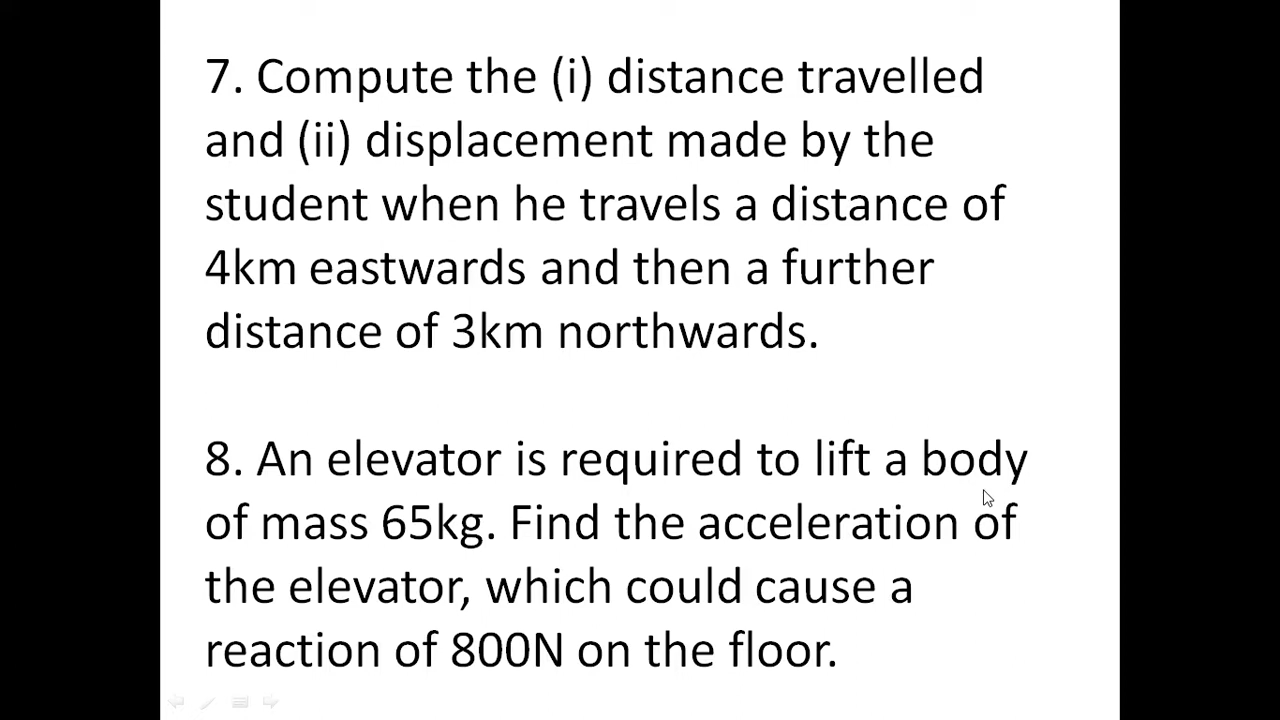 7. Compute the (i) distance travelled
and (ii) displacement made by the
student when he travels a distance of
4km eastwards and then a further
distance of 3km northwards.
8. An elevator is required to lift a body
of mass 65kg. Find the acceleration of
the elevator, which could cause a
reaction of 800N on the floor.